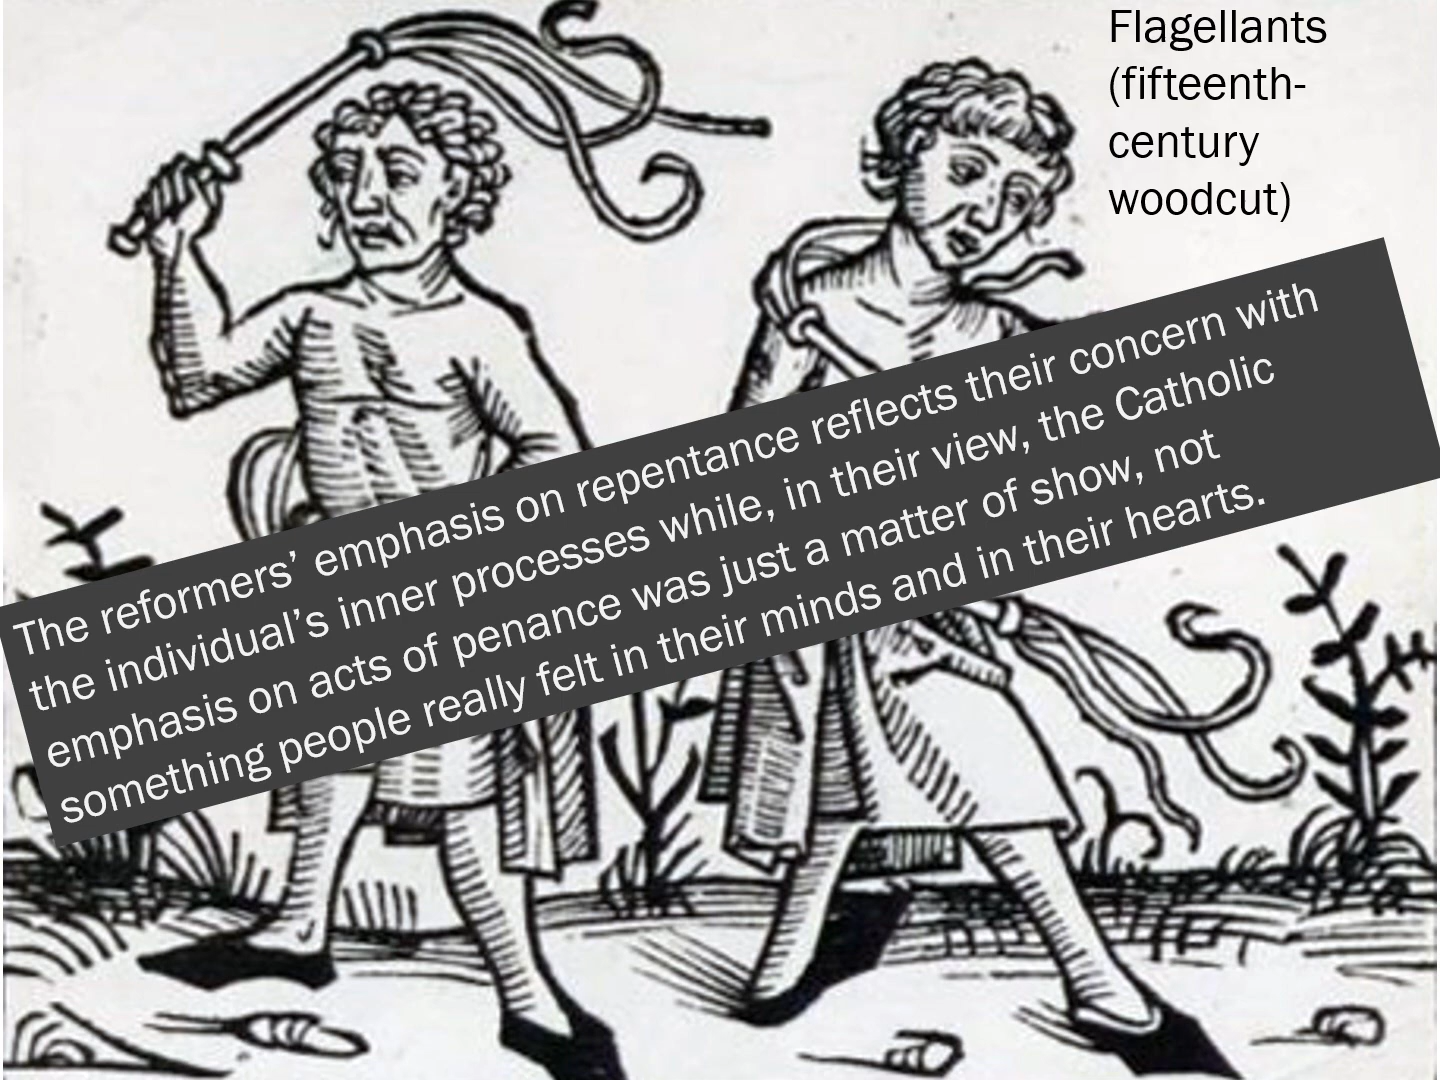 Flagellants
(fifteenth-
century
woodcut)
The reformers’ emphasis on repentance reflects their concern with
the individual’s inner processes while, in their view, the Catholic
emphasis on acts of penance was just a matter of show, not
something people really felt in their minds and in their hearts.